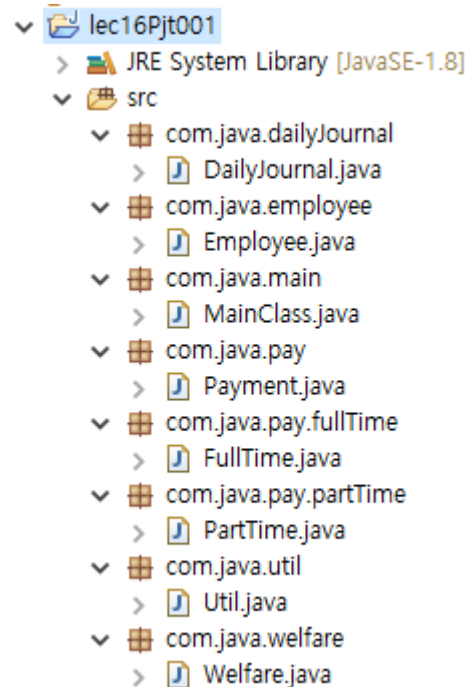 lec16Pjt001
JRE System Library [JavaSE-1.8]
src
com.java.dailyJournal
DailyJournal.java
com.java.employee
Employee.java
com.java.main
MainClass.java
com.java.pay
Payment.java
com.java.pay.fullTime
FullTime.java
com.java.pay.partTime
PartTime.java
com.java.util
Util.java
com.java.welfare
Welfare.java